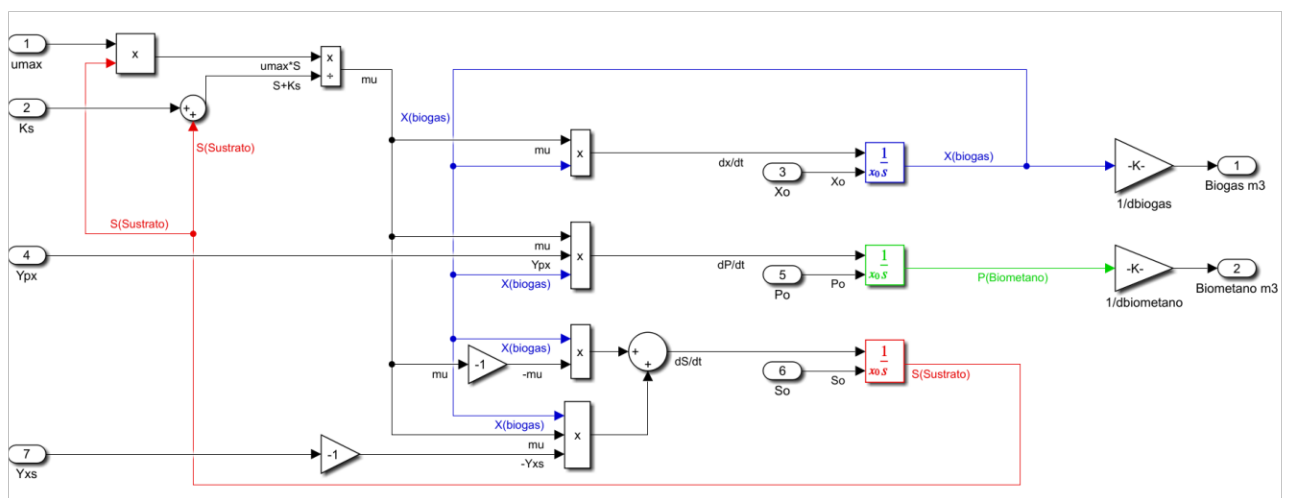 1
umax
x
umax*S
S+Ks
x
÷
mu
2
Ks
+
+
S(Sustrato)
X(biogas)
mu
x
dx/dt
3
Xo
Xo
1
x₀ s
X(biogas)
-K-
1/dbiogas
1
Biogas m3
S(Sustrato)
4
Ypx
mu
Ypx
X(biogas)
x
dP/dt
5
Po
Po
1
x₀ s
P(Biometano)
-K-
1/dbiometano
2
Biometano m3
X(biogas)
mu
-1
-mu
x
+
+
dS/dt
6
So
So
1
x₀ s
S(Sustrato)
X(biogas)
mu
-Yxs
x
7
Yxs
-1